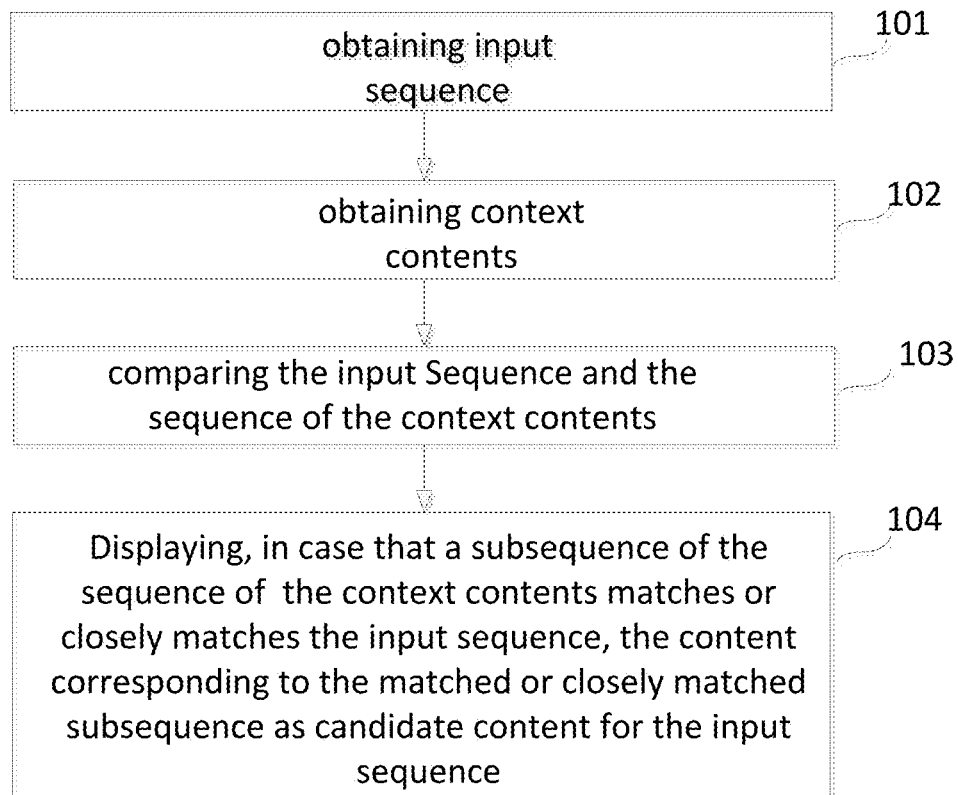 101
obtaining input
sequence
102
obtaining context
contents
103
comparing the input Sequence and the
sequence of the context contents
104
Displaying, in case that a subsequence of the
sequence of the context contents matches or
closely matches the input sequence, the content
corresponding to the matched or closely matched
subsequence as candidate content for the input
sequence